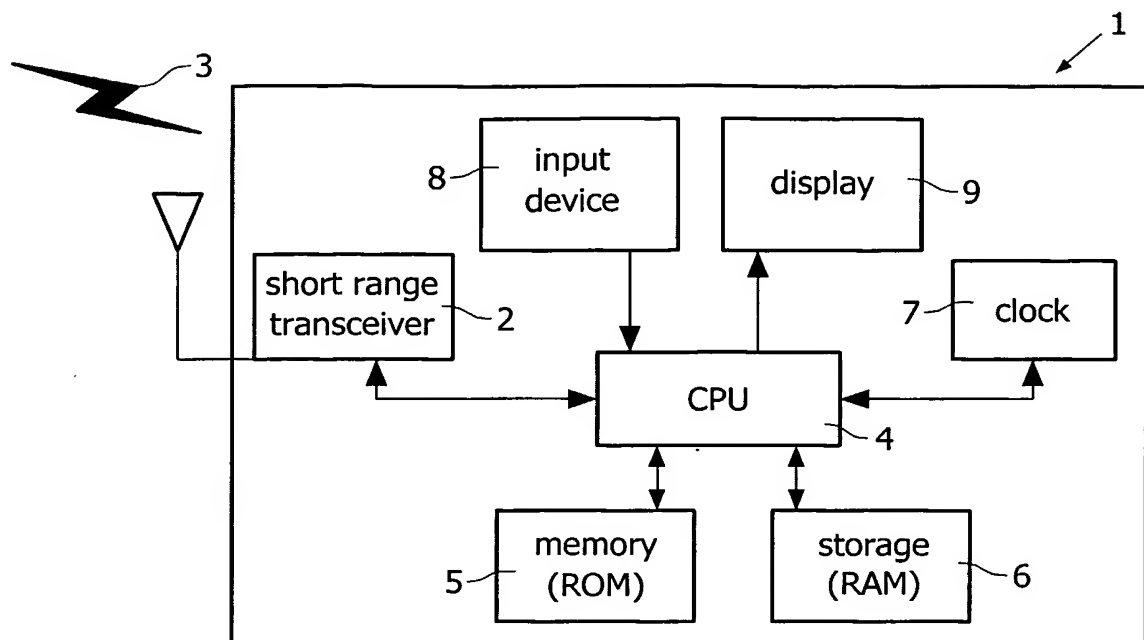 1
3
input
device
8
display
9
short range
transceiver
2
7
clock
CPU
4
memory
(ROM)
5
storage
(RAM)
6